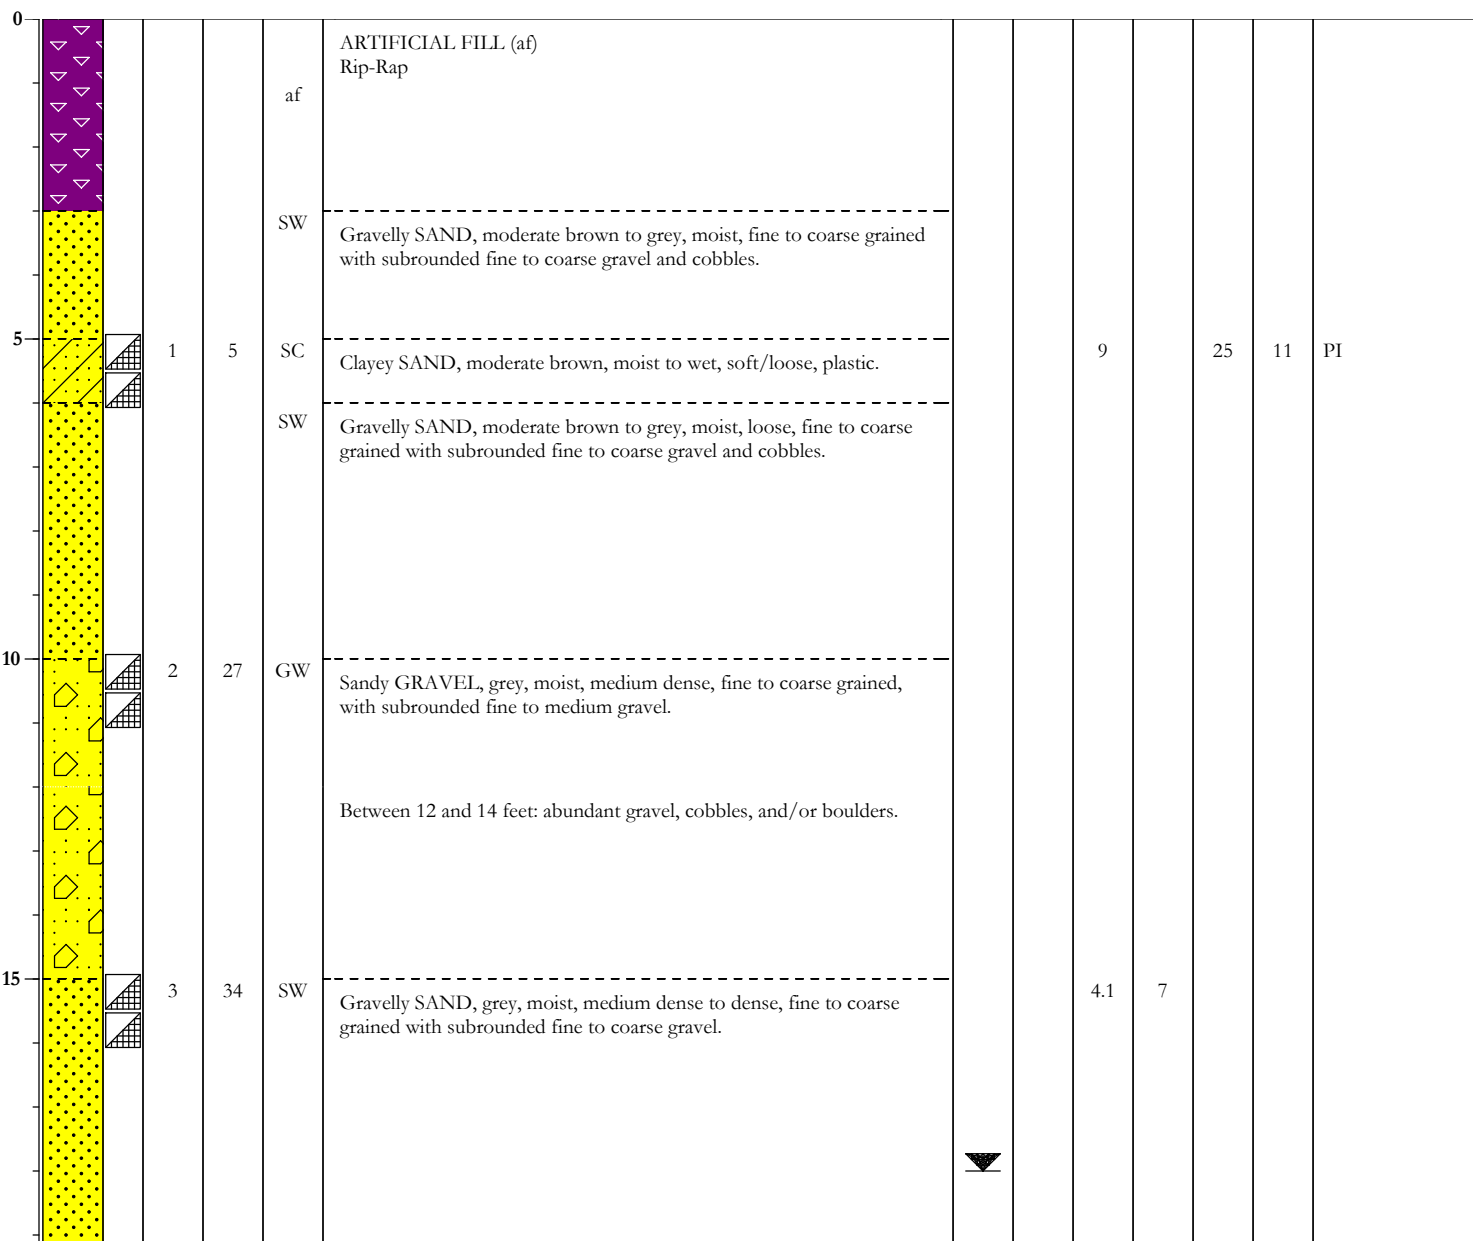 0
ARTIFICIAL FILL (af)
Rip-Rap
af
SW
Gravelly SAND, moderate brown to grey, moist, fine to coarse grained
with subrounded fine to coarse gravel and cobbles.
5 1 5 SC 9 25 11 PI
Clayey SAND, moderate brown, moist to wet, soft/loose, plastic.
SW
Gravelly SAND, moderate brown to grey, moist, loose, fine to coarse
grained with subrounded fine to coarse gravel and cobbles.
10 2 27 GW
Sandy GRAVEL, grey, moist, medium dense, fine to coarse grained,
with subrounded fine to medium gravel.
Between 12 and 14 feet: abundant gravel, cobbles, and/or boulders.
15 3 34 SW 4.1 7
Gravelly SAND, grey, moist, medium dense to dense, fine to coarse
grained with subrounded fine to coarse gravel.